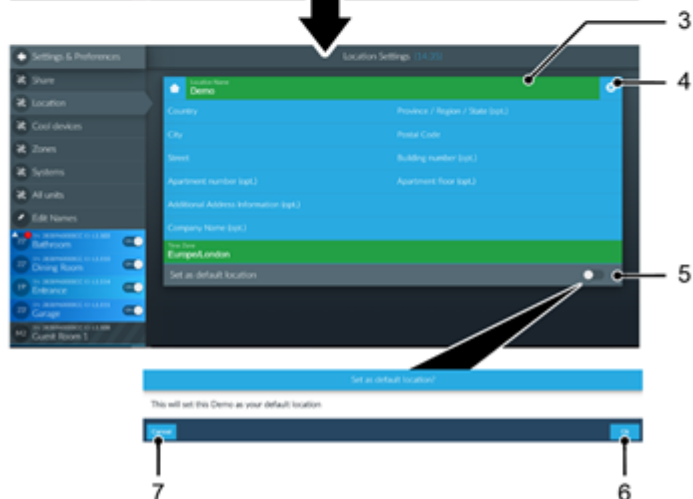 3
Settings & Preferences
Location Settings (14:35)
4
Share
Location Name
Demo
Location
Country
Province / Region / State (opt.)
Cool devices
City
Postal Code
Zones
Street
Building number (opt.)
Systems
Apartment number (opt.)
Apartment floor (opt.)
All units
Additional Address Information (opt.)
Edit Names
Company Name (opt.)
Bathroom
Time Zone
Europe/London
Dining Room
Set as default location
5
Entrance
Garage
Guest Room 1
Set as default location?
This will set this Demo as your default location
Cancel
Ok
7
6